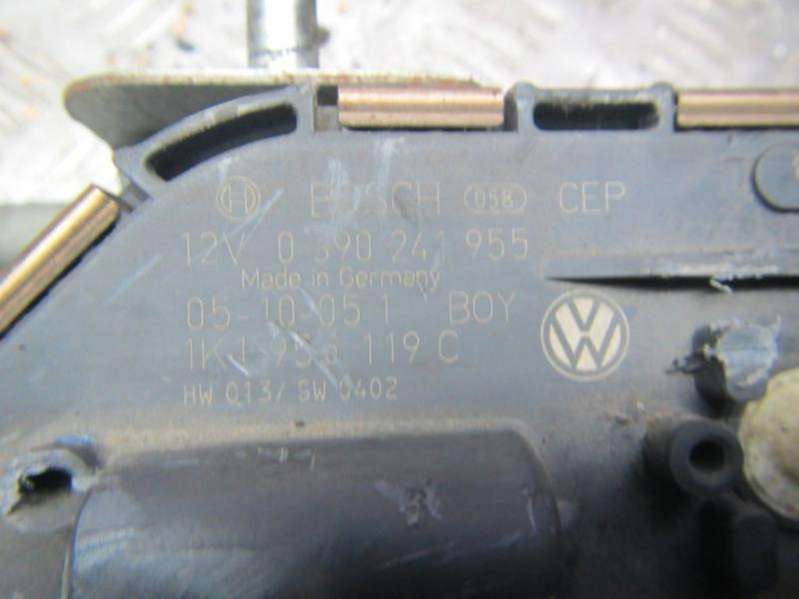 BOSCH 058 CEP
12V 0 390 241 955
Made in Germany
05-10-05 1 BOY
1K1 955 119 C
HW 013/ SW 0402